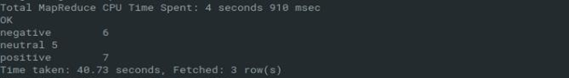 Total MapReduce CPU Time Spent: 4 seconds 910 msec
OK
negative 6
neutral 5
positive 7
Time taken: 40.73 seconds, Fetched: 3 row(s)